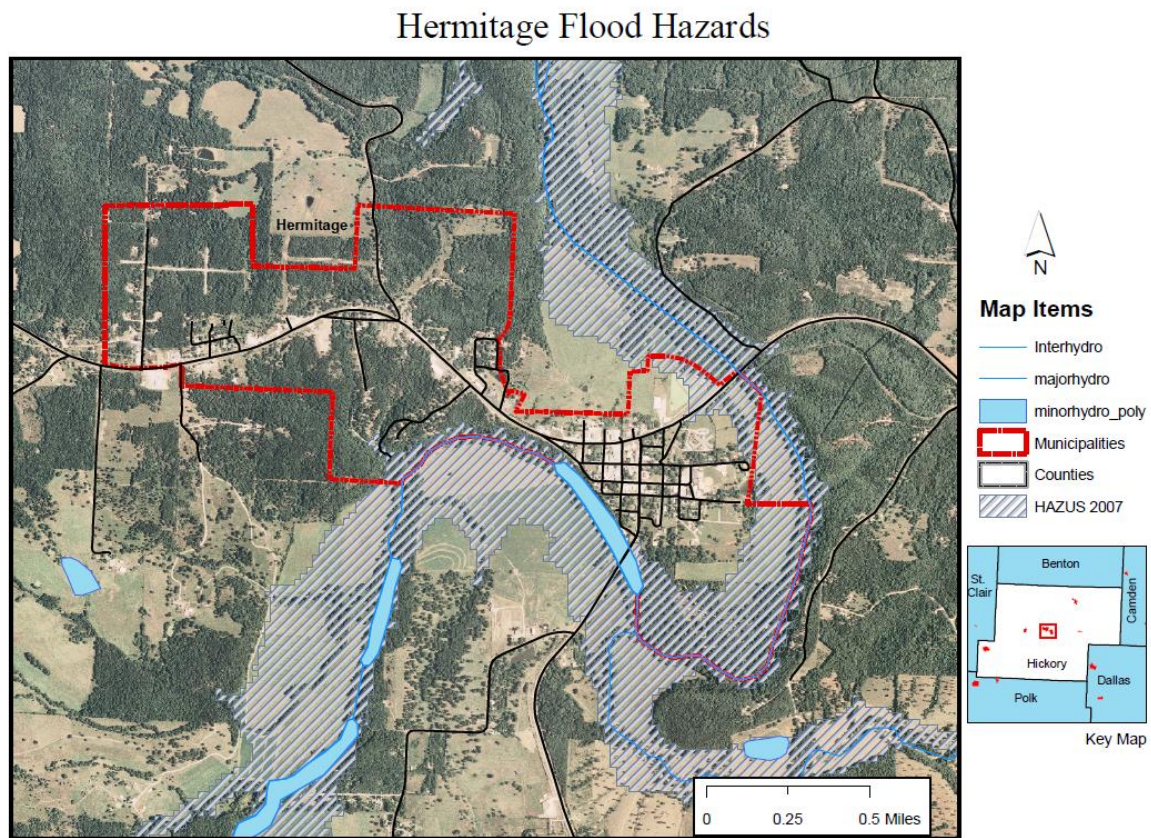 Hermitage Flood Hazards
Hermitage
N
Map Items
Interhydro
majorhydro
minorhydro_poly
Municipalities
Counties
HAZUS 2007
Benton
St.
Clair
Camden
Hickory
Dallas
Polk
Key Map
0 0.25 0.5 Miles